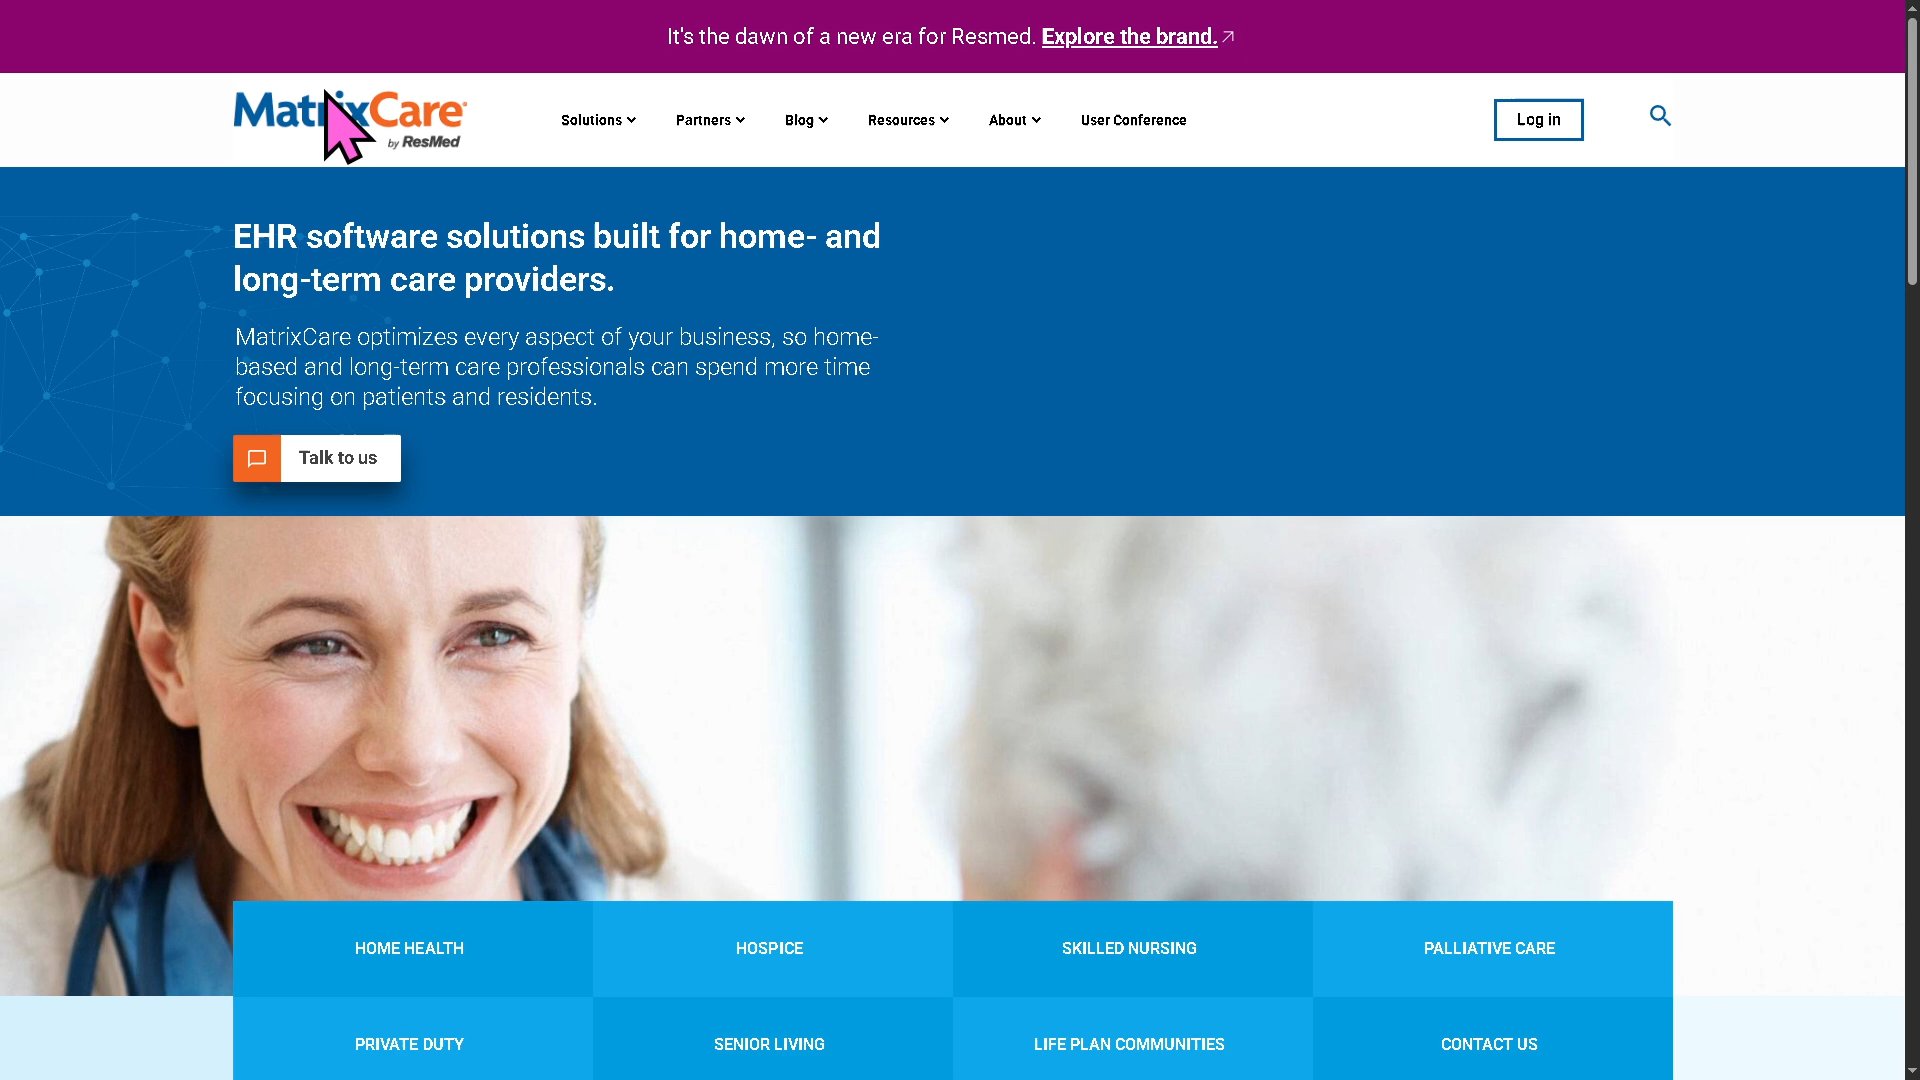 It's the dawn of a new era for Resmed. Explore the brand.
MatrixCare
by ResMed
Solutions
Partners
Blog
Resources
About
User Conference
Log in
EHR software solutions built for home- and
long-term care providers.
MatrixCare optimizes every aspect of your business, so home-
based and long-term care professionals can spend more time
focusing on patients and residents.
Talk to us
HOME HEALTH
HOSPICE
SKILLED NURSING
PALLIATIVE CARE
PRIVATE DUTY
SENIOR LIVING
LIFE PLAN COMMUNITIES
CONTACT US